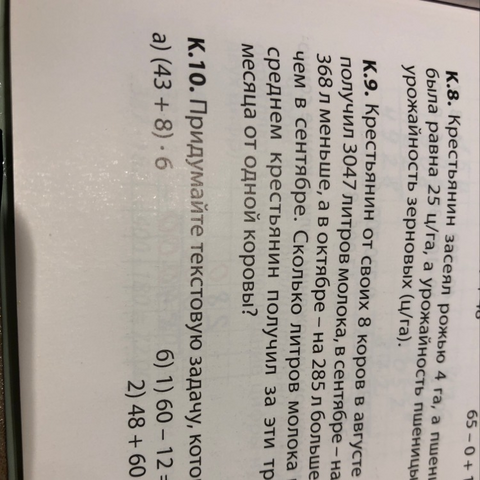 65 – 0 +
К.8. Крестьянин засеял рожью 4 га, а
была равна 25 ц/га, а урожайность пшеницы
урожайность зерновых (ц/га).
К.9. Крестьянин от своих 8 коров в августе
получил 3047 литров молока, в сентябре – на
368 л меньше, а в октябре – на 285 л больше,
чем в сентябре. Сколько литров молока
среднем крестьянин получил за эти
месяца от одной коровы?
К.10. Придумайте текстовую задачу,
а) (43 + 8) · 6
б) 1) 60 – 12 =
2) 48 + 60